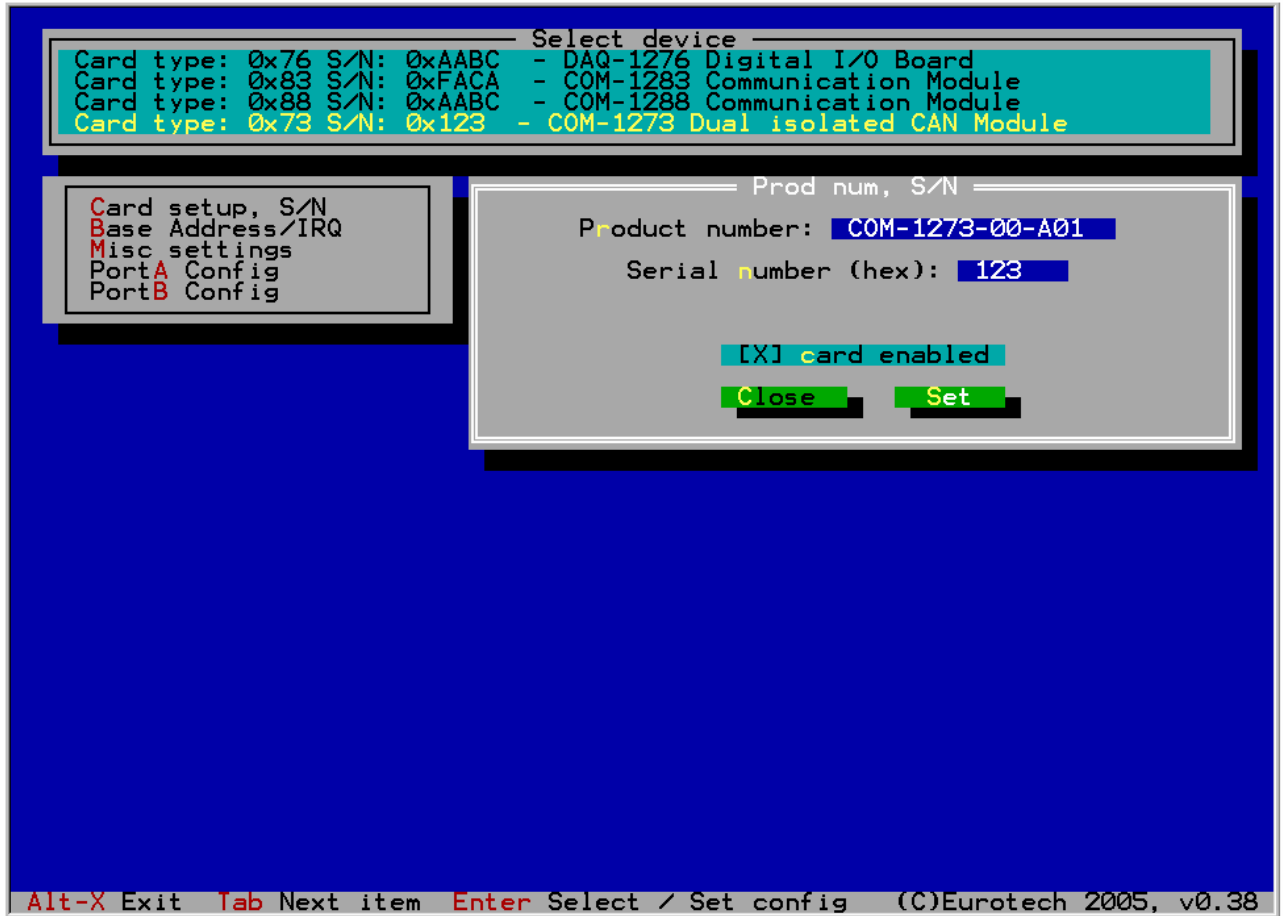 Select device
Card type: 0x76 S/N: 0xAABC - DAQ-1276 Digital I/O Board
Card type: 0x83 S/N: 0xFACA - COM-1283 Communication Module
Card type: 0x88 S/N: 0xAABC - COM-1288 Communication Module
Card type: 0x73 S/N: 0x123 - COM-1273 Dual isolated CAN Module
Card setup, S/N
Base Address/IRQ
Misc settings
PortA Config
PortB Config
Prod num, S/N
Product number: COM-1273-00-A01
Serial number (hex): 123
[X] card enabled
Close Set
Alt-X Exit Tab Next item Enter Select / Set config (C)Eurotech 2005, v0.38